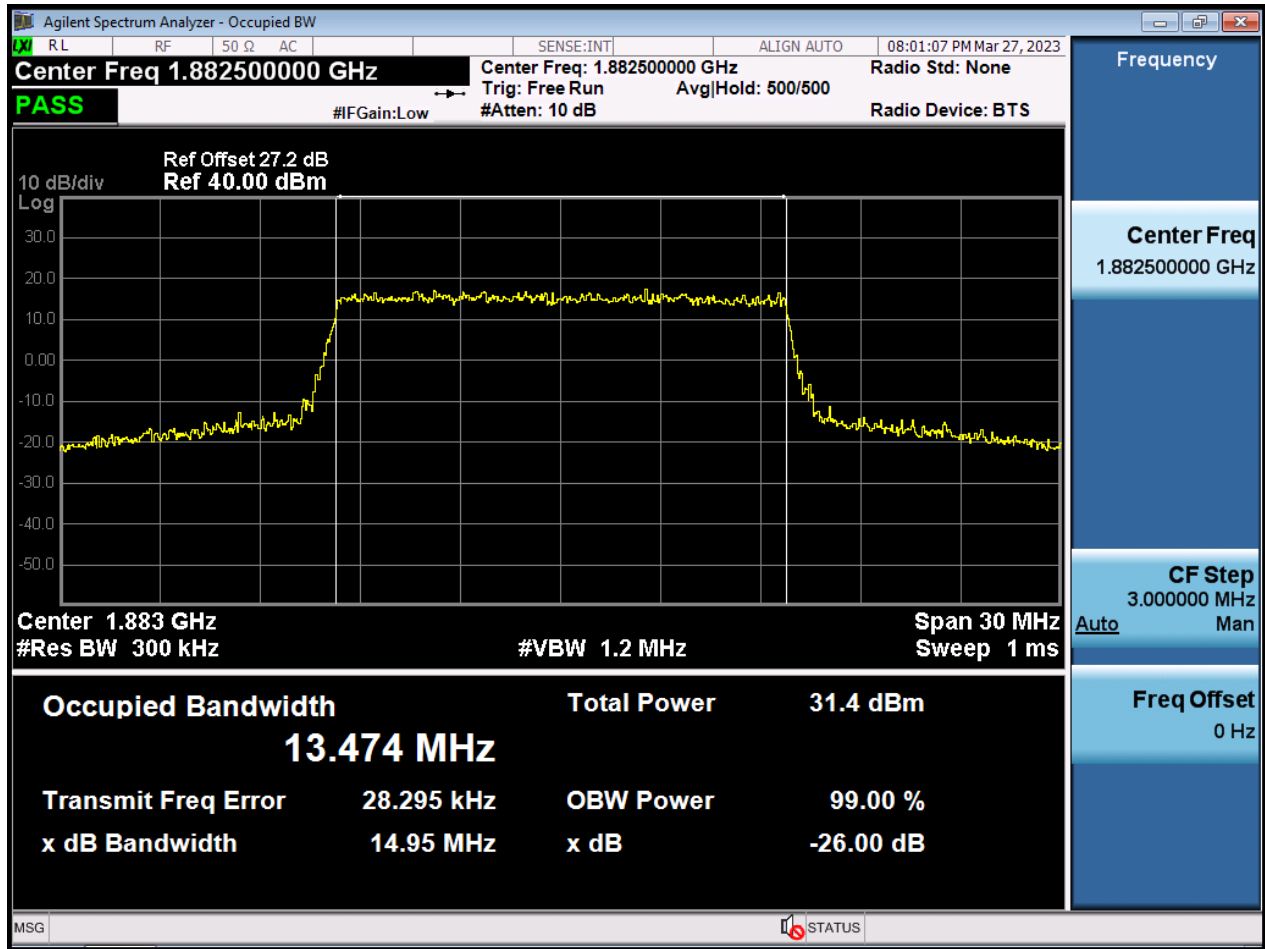 Agilent Spectrum Analyzer - Occupied BW
LXI RL RF 50 Ω AC SENSE:INT ALIGN AUTO 08:01:07 PM Mar 27, 2023
Center Freq 1.882500000 GHz
PASS
#IFGain:Low
Center Freq: 1.882500000 GHz
Trig: Free Run Avg|Hold: 500/500
#Atten: 10 dB
Radio Std: None
Radio Device: BTS
Ref Offset 27.2 dB
10 dB/div Ref 40.00 dBm
Log
30.0
20.0
10.0
0.00
-10.0
-20.0
-30.0
-40.0
-50.0
Center 1.883 GHz Span 30 MHz
#Res BW 300 kHz #VBW 1.2 MHz Sweep 1 ms
Occupied Bandwidth Total Power 31.4 dBm
13.474 MHz
Transmit Freq Error 28.295 kHz OBW Power 99.00 %
x dB Bandwidth 14.95 MHz x dB -26.00 dB
MSG STATUS
Frequency
Center Freq
1.882500000 GHz
CF Step
3.000000 MHz
Auto Man
Freq Offset
0 Hz